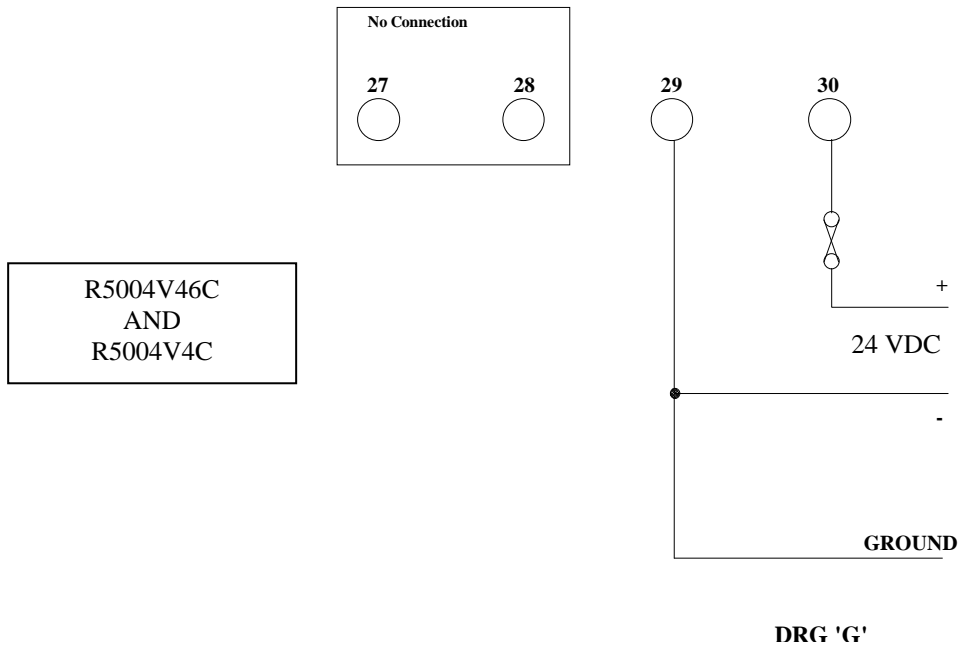 No Connection
27 28 29 30
R5004V46C
AND
R5004V4C
+
24 VDC
-
GROUND
DRG 'G'